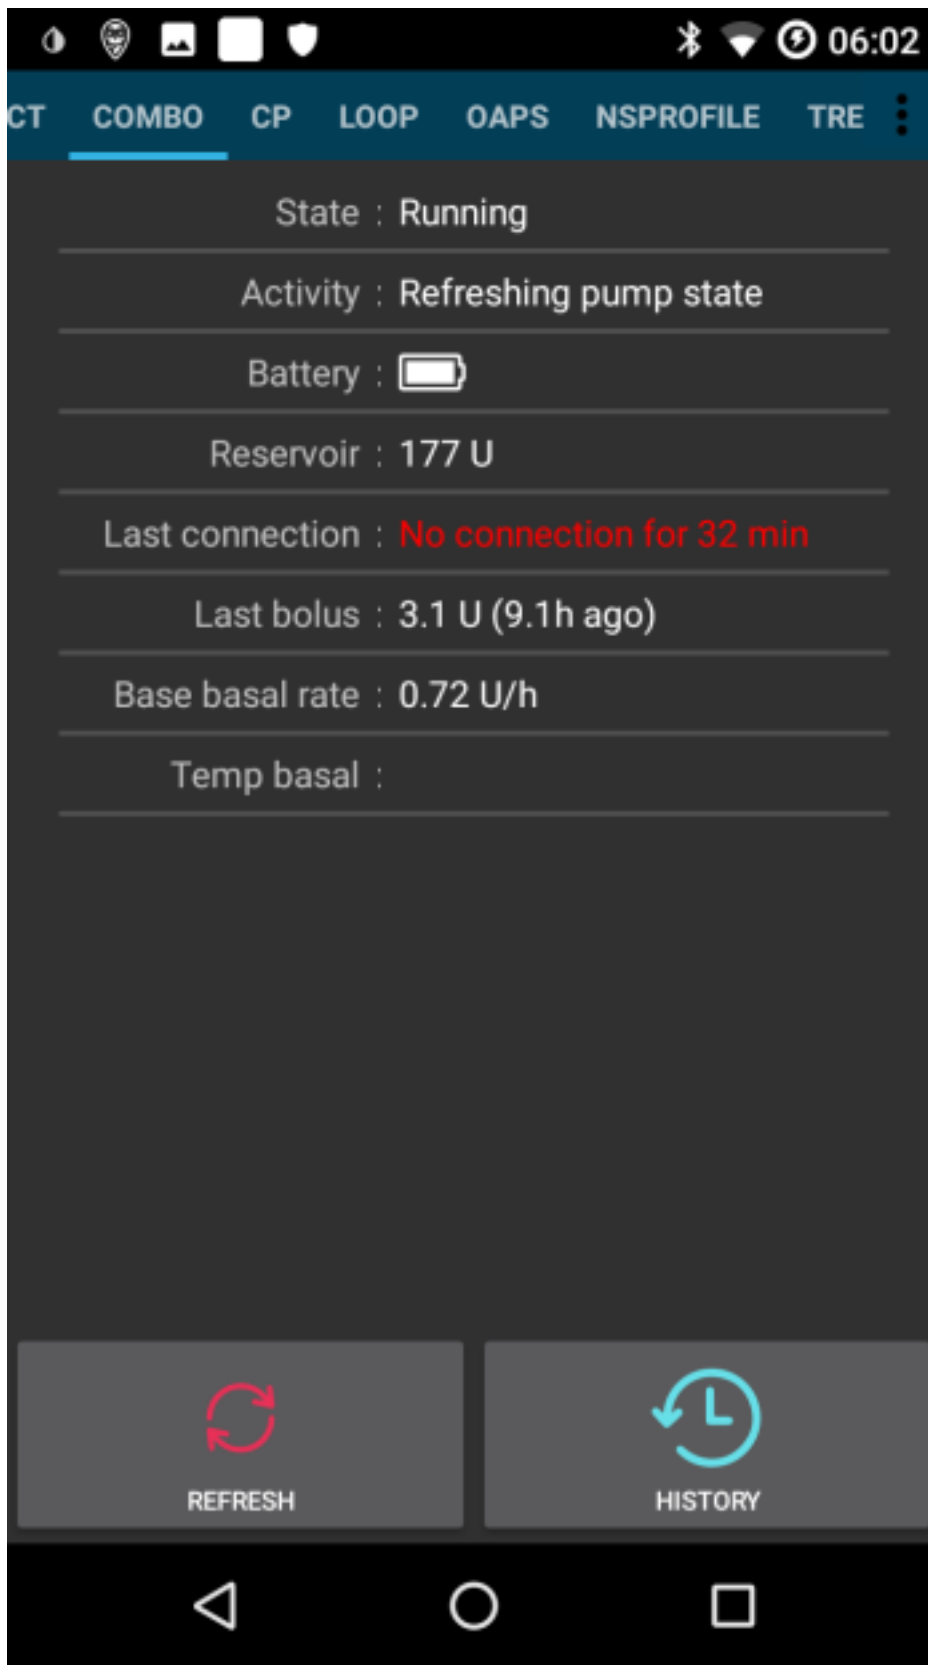 06:02
CT COMBO CP LOOP OAPS NSPROFILE TRE
State : Running
Activity : Refreshing pump state
Battery :
Reservoir : 177 U
Last connection : No connection for 32 min
Last bolus : 3.1 U (9.1h ago)
Base basal rate : 0.72 U/h
Temp basal :
REFRESH HISTORY